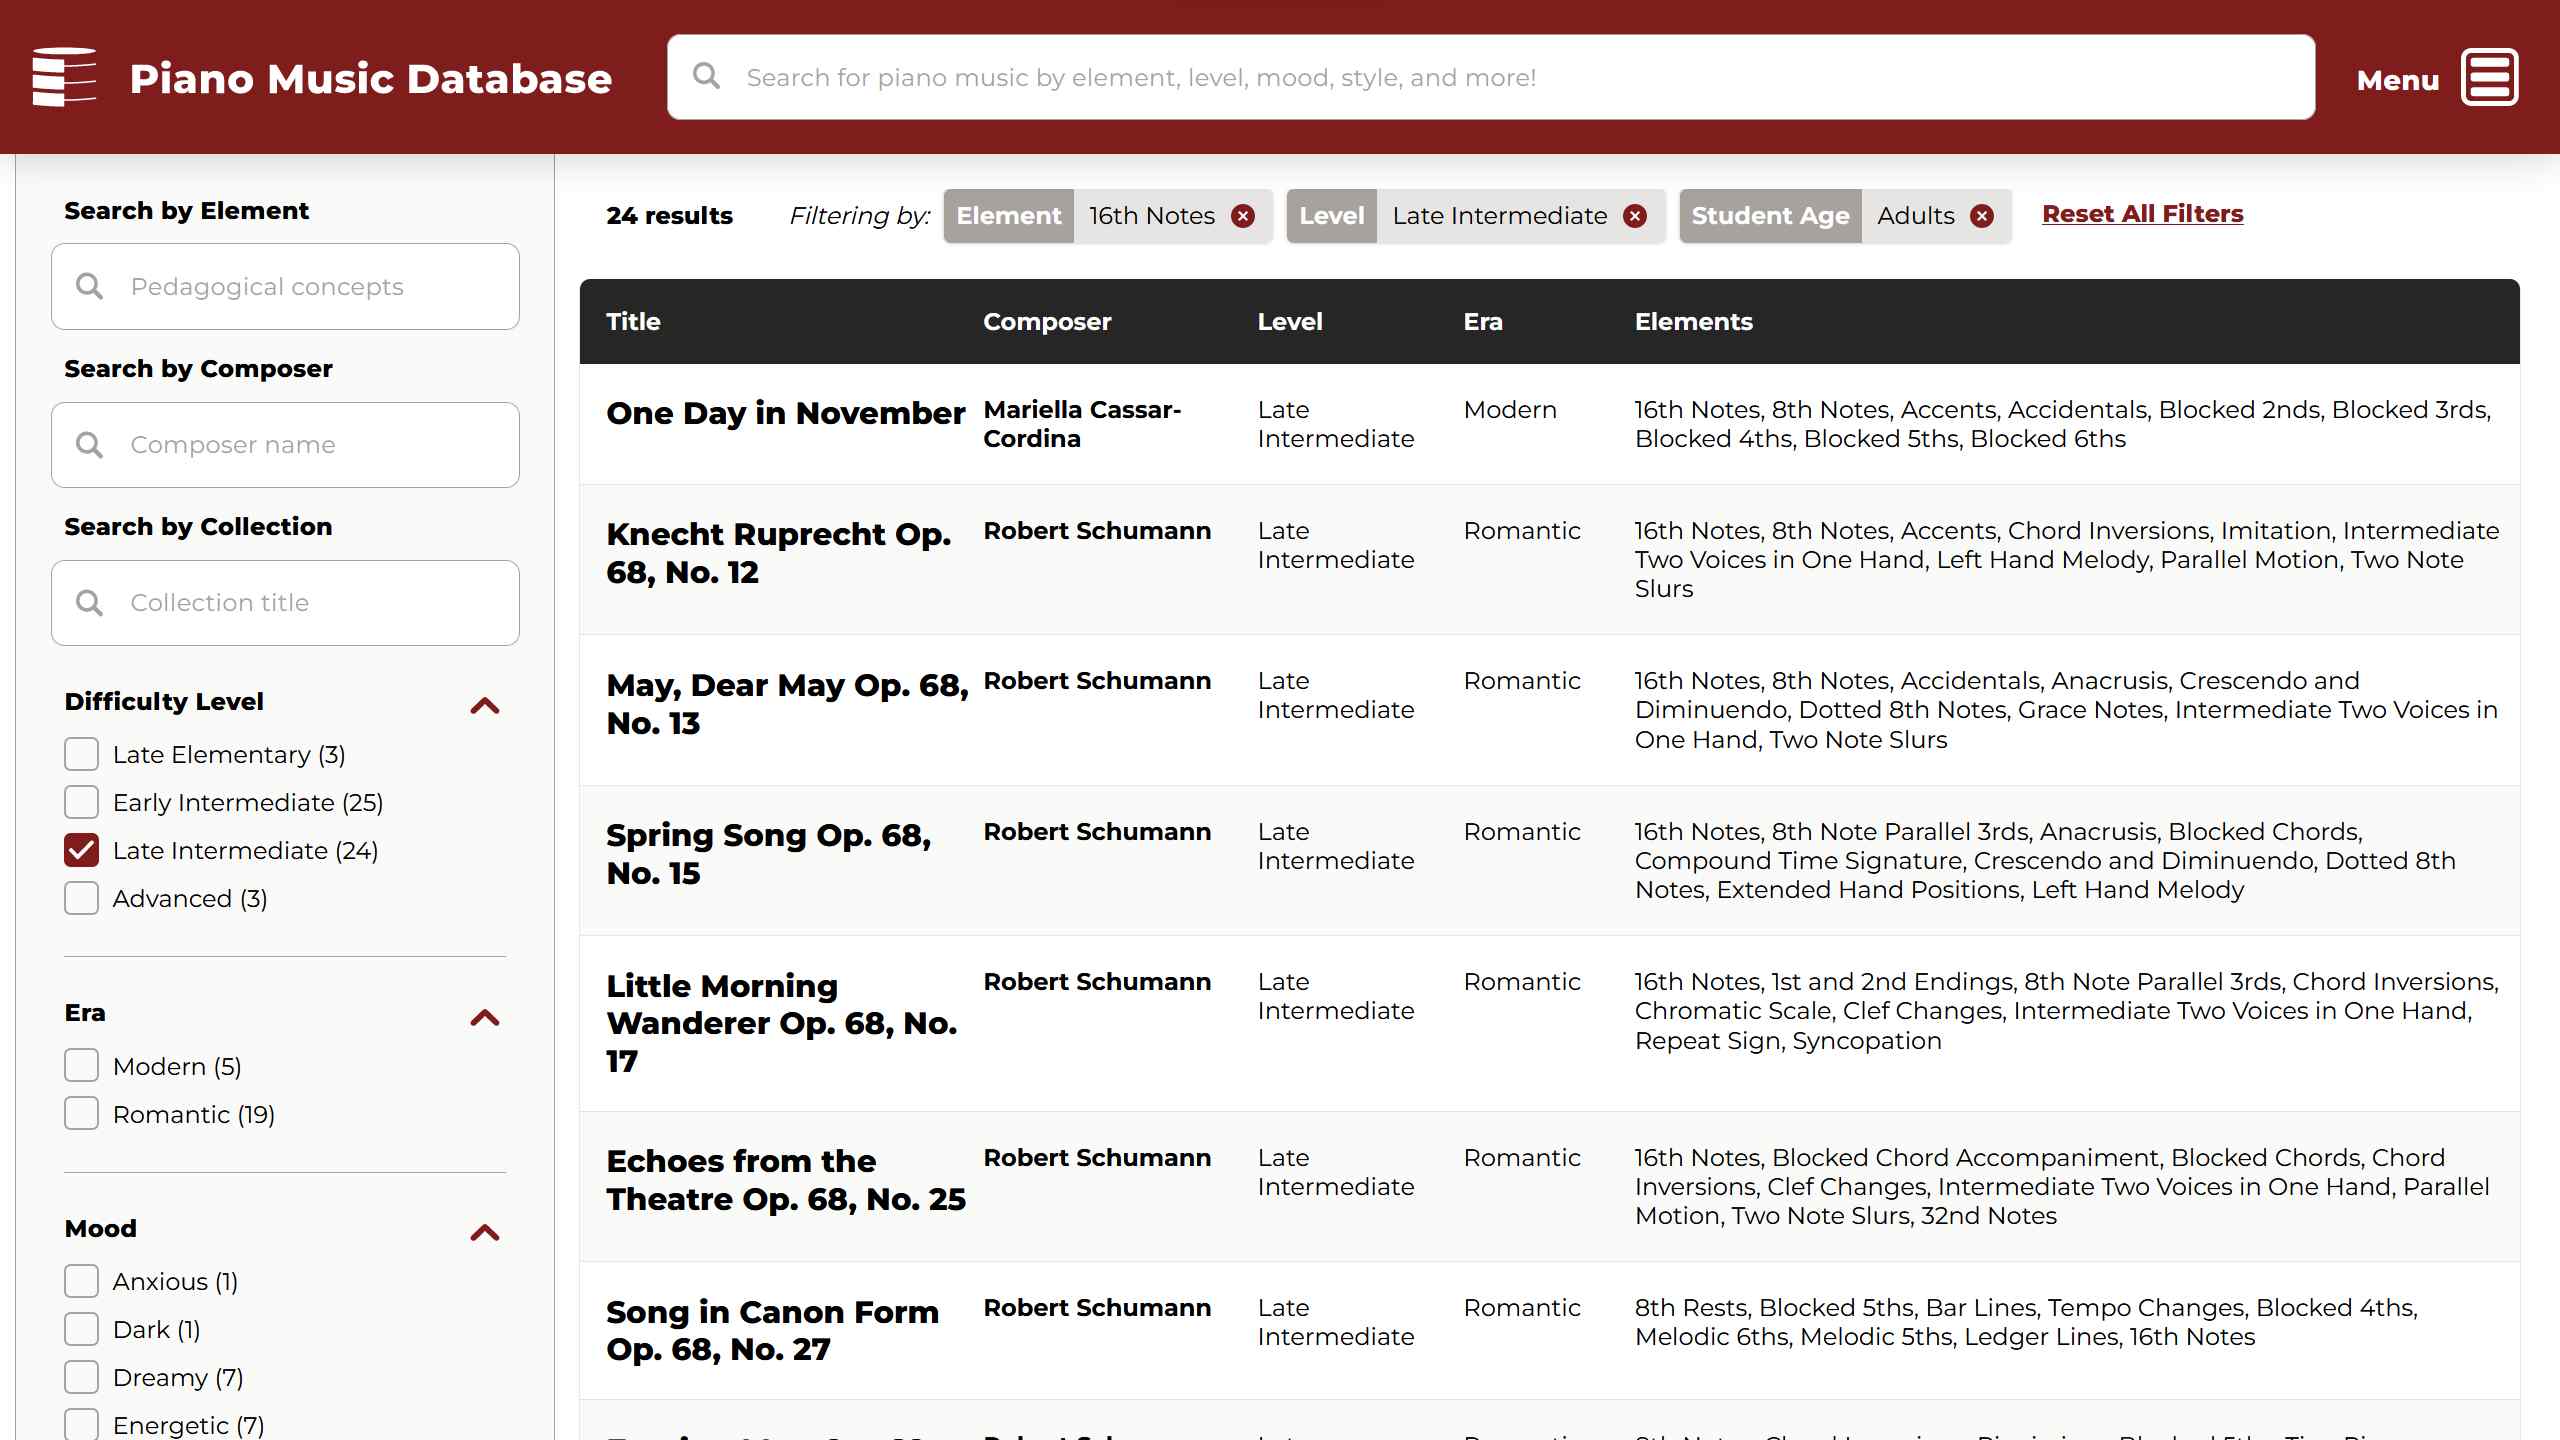 Piano Music Database
Search for piano music by element, level, mood, style, and more!
Menu
Search by Element
Pedagogical concepts
Search by Composer
Composer name
Search by Collection
Collection title
Difficulty Level
Late Elementary (3)
Early Intermediate (25)
Late Intermediate (24)
Advanced (3)
Era
Modern (5)
Romantic (19)
Mood
Anxious (1)
Dark (1)
Dreamy (7)
Energetic (7)
24 results Filtering by: Element 16th Notes Level Late Intermediate Student Age Adults Reset All Filters
Title Composer Level Era Elements
One Day in November
Mariella Cassar-
Cordina
Late
Intermediate
Modern
16th Notes, 8th Notes, Accents, Accidentals, Blocked 2nds, Blocked 3rds,
Blocked 4ths, Blocked 5ths, Blocked 6ths
Knecht Ruprecht Op.
68, No. 12
Robert Schumann
Late
Intermediate
Romantic
16th Notes, 8th Notes, Accents, Chord Inversions, Imitation, Intermediate
Two Voices in One Hand, Left Hand Melody, Parallel Motion, Two Note
Slurs
May, Dear May Op. 68,
No. 13
Robert Schumann
Late
Intermediate
Romantic
16th Notes, 8th Notes, Accidentals, Anacrusis, Crescendo and
Diminuendo, Dotted 8th Notes, Grace Notes, Intermediate Two Voices in
One Hand, Two Note Slurs
Spring Song Op. 68,
No. 15
Robert Schumann
Late
Intermediate
Romantic
16th Notes, 8th Note Parallel 3rds, Anacrusis, Blocked Chords,
Compound Time Signature, Crescendo and Diminuendo, Dotted 8th
Notes, Extended Hand Positions, Left Hand Melody
Little Morning
Wanderer Op. 68, No.
17
Robert Schumann
Late
Intermediate
Romantic
16th Notes, 1st and 2nd Endings, 8th Note Parallel 3rds, Chord Inversions,
Chromatic Scale, Clef Changes, Intermediate Two Voices in One Hand,
Repeat Sign, Syncopation
Echoes from the
Theatre Op. 68, No. 25
Robert Schumann
Late
Intermediate
Romantic
16th Notes, Blocked Chord Accompaniment, Blocked Chords, Chord
Inversions, Clef Changes, Intermediate Two Voices in One Hand, Parallel
Motion, Two Note Slurs, 32nd Notes
Song in Canon Form
Op. 68, No. 27
Robert Schumann
Late
Intermediate
Romantic
8th Rests, Blocked 5ths, Bar Lines, Tempo Changes, Blocked 4ths,
Melodic 6ths, Melodic 5ths, Ledger Lines, 16th Notes